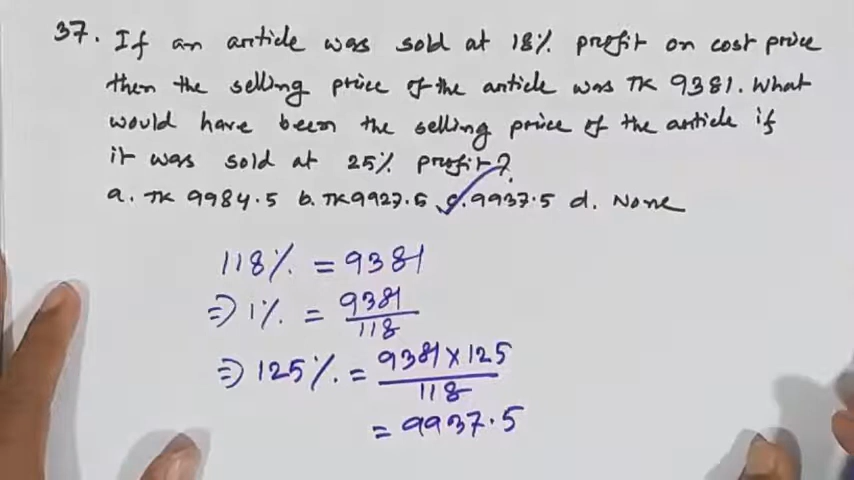 37. If an article was sold at 18% profit on cost price
then the selling price of the article was TK 9381. What
would have been the selling price of the article if
it was sold at 25% profit?
a. TK 9984.5 b. TK 9927.5 c. 9937.5 d. None
118% = 9381
⇒ 1% = 9381/118
⇒ 125% = 9381×125/118
= 9937.5